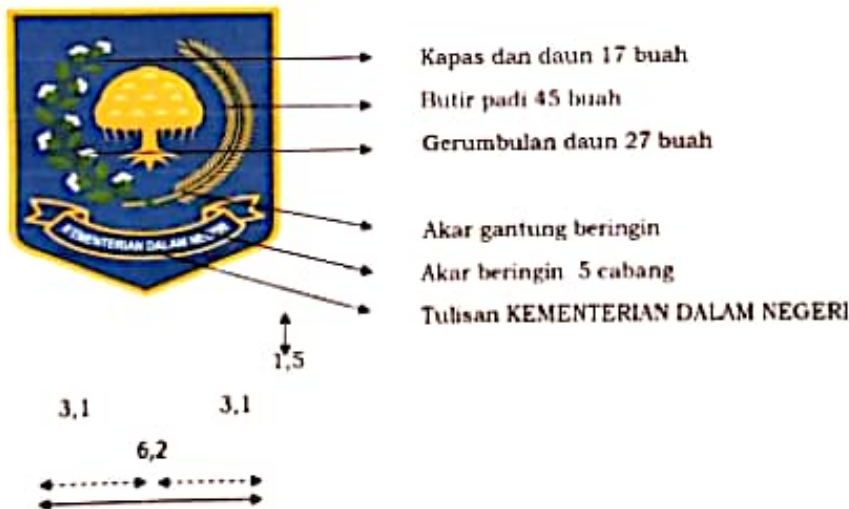 Kapas dan daun 17 buah
Butir padi 45 buah
Gerumbulan daun 27 buah
Akar gantung beringin
Akar beringin 5 cabang
KEMENTERIAN DALAM NEGERI
Tulisan KEMENTERIAN DALAM NEGERI
1,5
3,1 3,1
6,2